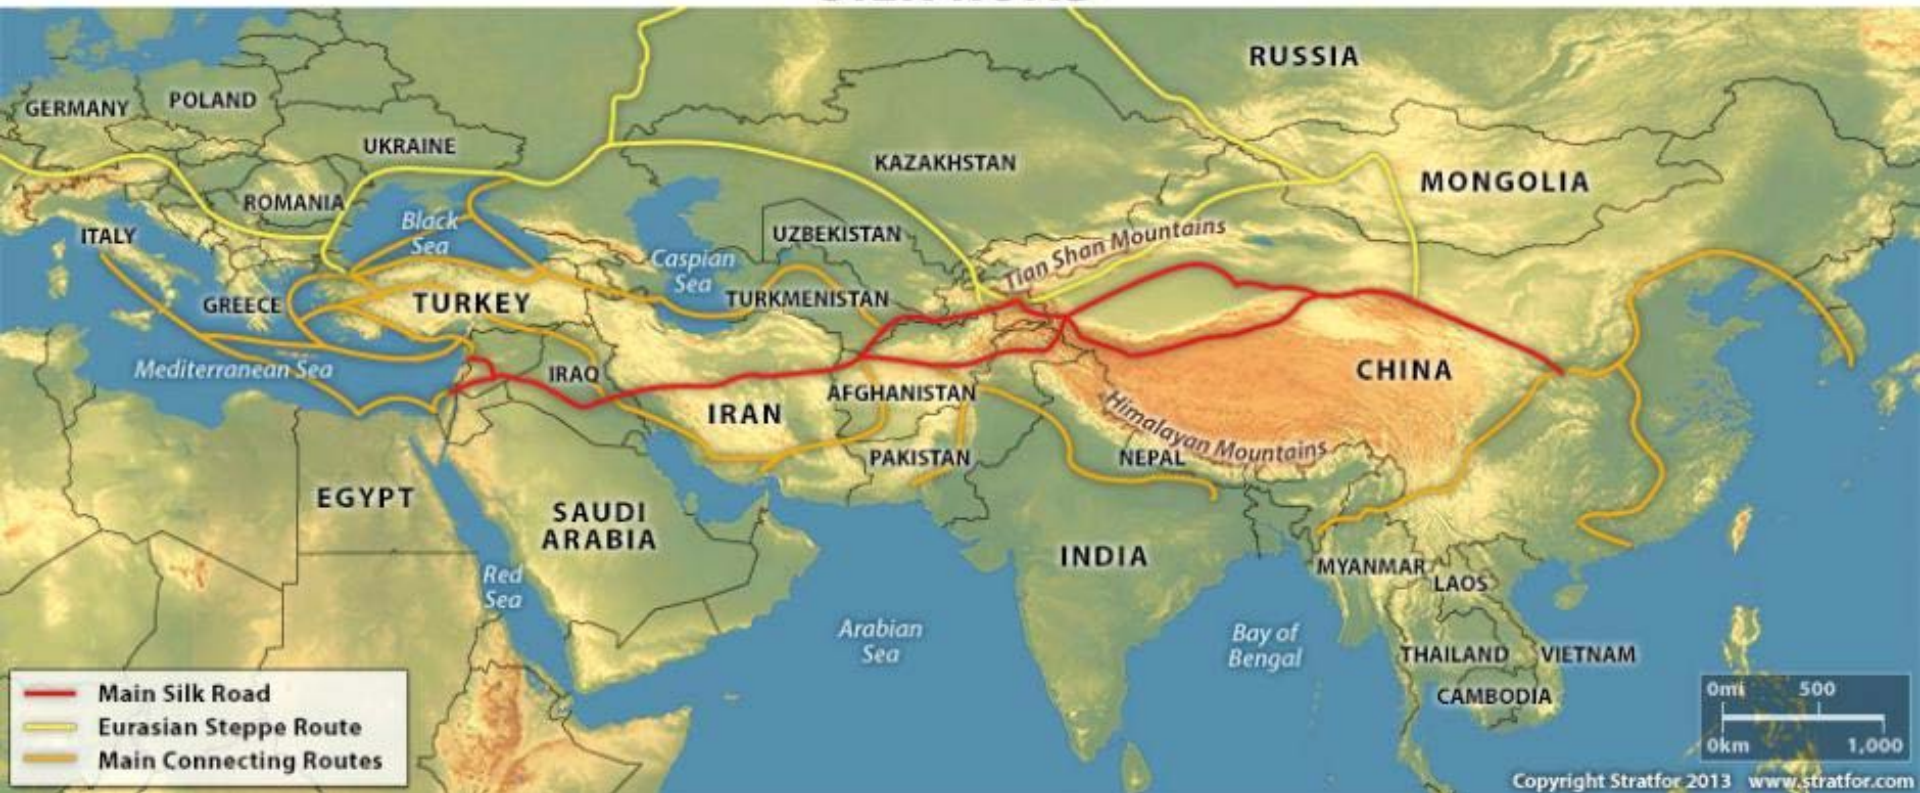 RUSSIA
GERMANY
POLAND
UKRAINE
KAZAKHSTAN
MONGOLIA
ROMANIA
Black
Sea
ITALY
UZBEKISTAN
Tian Shan Mountains
Caspian
Sea
GREECE
TURKEY
TURKMENISTAN
Mediterranean Sea
IRAQ
CHINA
AFGHANISTAN
IRAN
Himalayan Mountains
PAKISTAN
NEPAL
EGYPT
SAUDI
ARABIA
INDIA
MYANMAR
LAOS
Red
Sea
Arabian
Sea
Bay of
Bengal
THAILAND
VIETNAM
CAMBODIA
Main Silk Road
Eurasian Steppe Route
Main Connecting Routes
0mi 500
0km 1,000
Copyright Stratfor 2013 www.stratfor.com